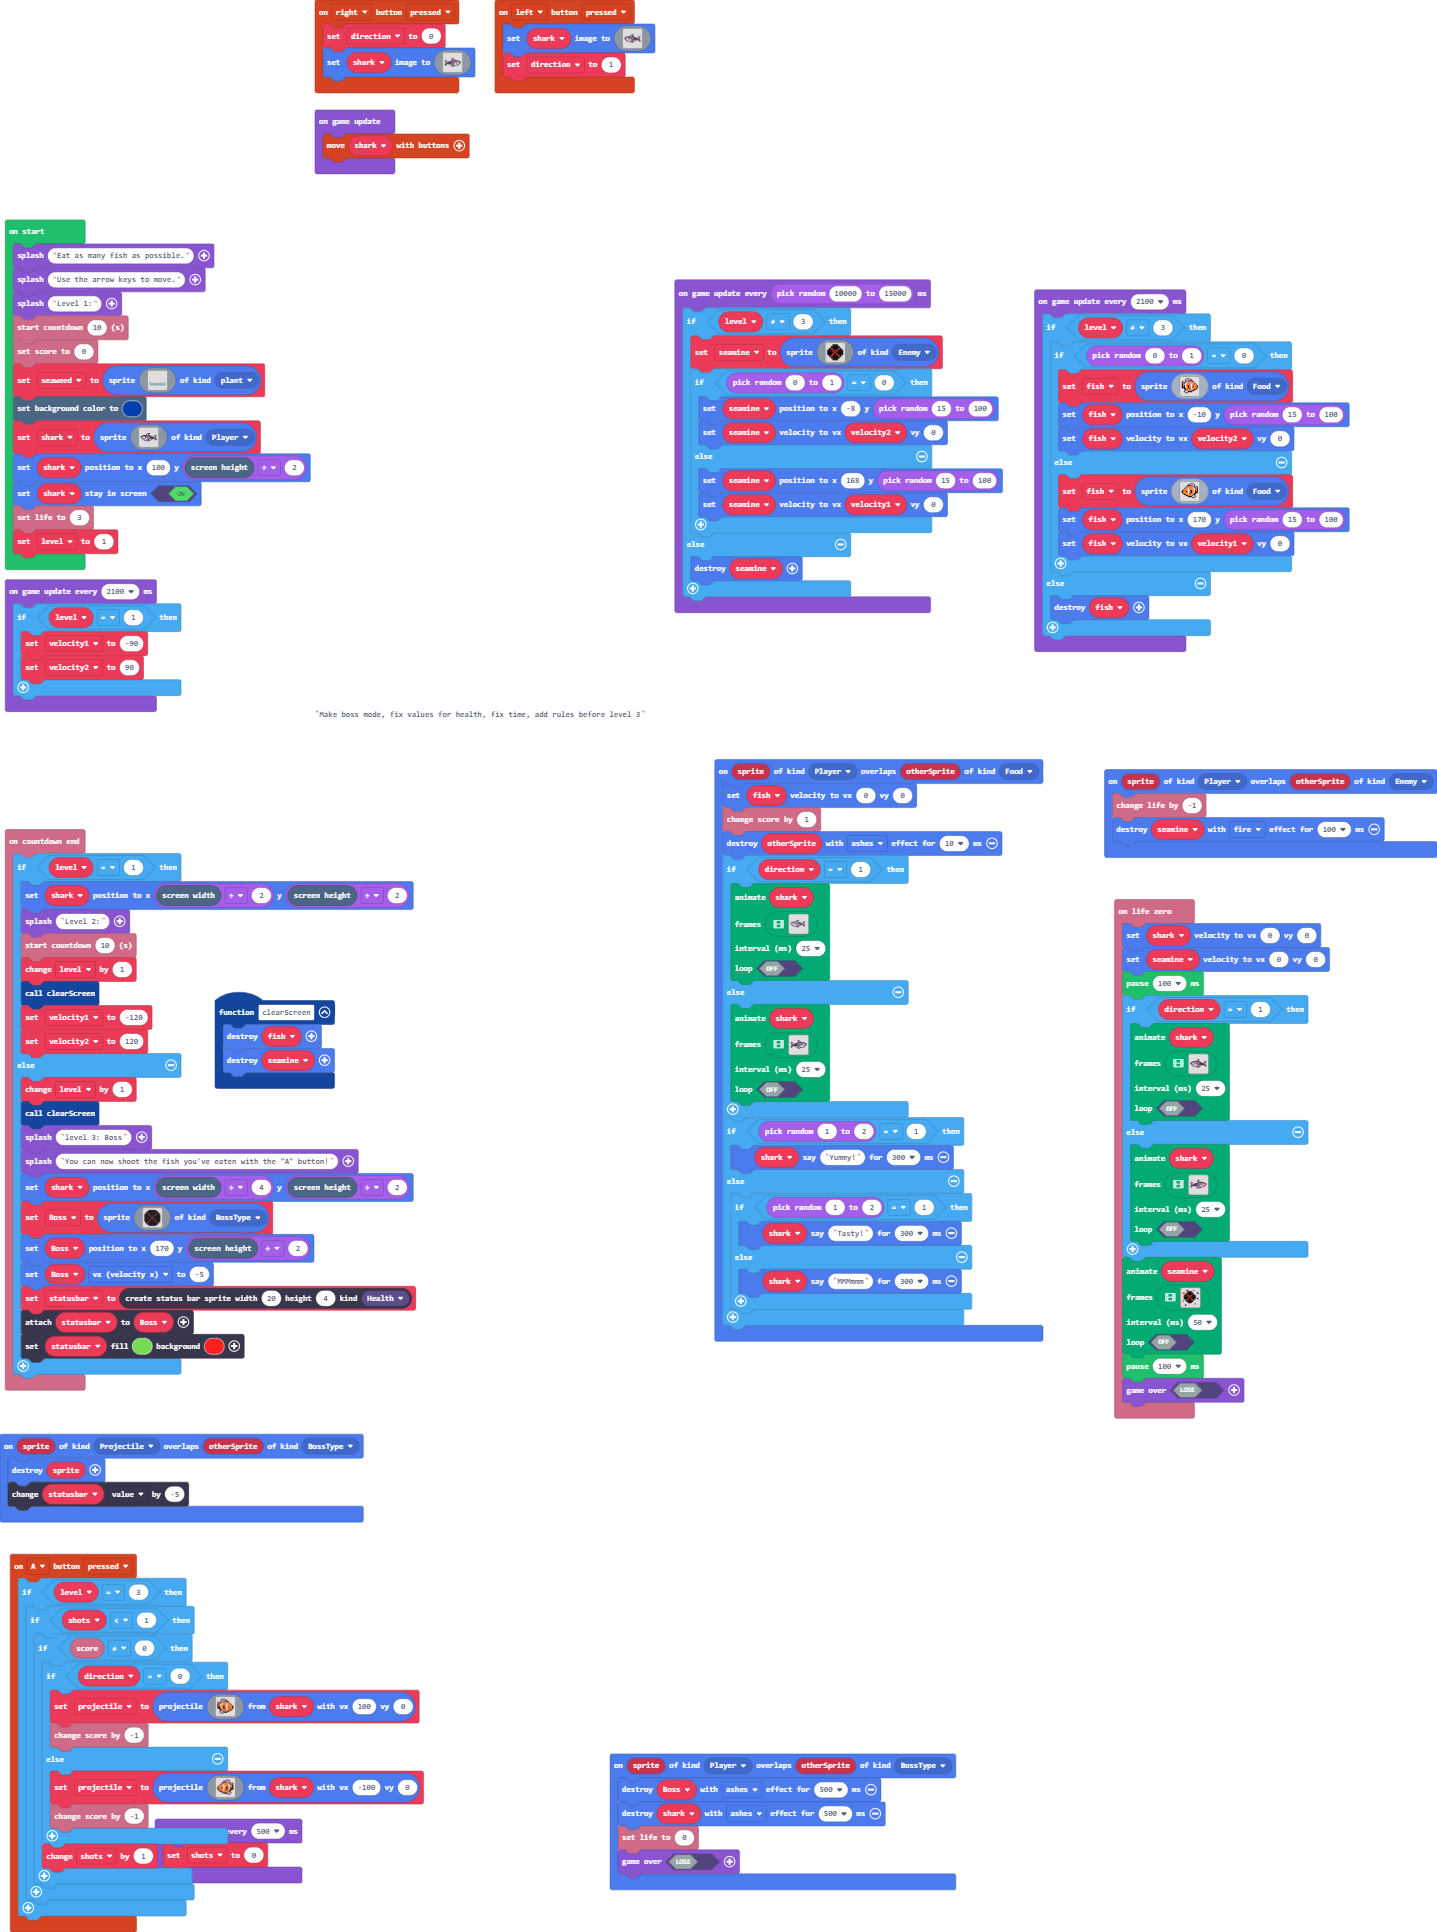 on right button pressed
set direction to 0
set shark image to
on left button pressed
set shark image to
set direction to 1
on game update
move shark with buttons
on start
splash "Eat as many fish as possible."
splash "Use the arrow keys to move."
splash "Level 1:"
start countdown 10 (s)
set score to 0
set seaweed to sprite of kind plant
set background color to
set shark to sprite of kind Player
set shark position to x 100 y screen height ÷ 2
set shark stay in screen ON
set life to 3
set level to 1
on game update every 2100 ms
if level = 1 then
set velocity1 to -90
set velocity2 to 90
on game update every pick random 10000 to 15000 ms
if level ≠ 3 then
set seamine to sprite of kind Enemy
if pick random 0 to 1 = 0 then
set seamine position to x -8 y pick random 15 to 100
set seamine velocity to vx velocity2 vy 0
else
set seamine position to x 168 y pick random 15 to 100
set seamine velocity to vx velocity1 vy 0
else
destroy seamine
on game update every 2100 ms
if level ≠ 3 then
if pick random 0 to 1 = 0 then
set fish to sprite of kind Food
set fish position to x -10 y pick random 15 to 100
set fish velocity to vx velocity2 vy 0
else
set fish to sprite of kind Food
set fish position to x 170 y pick random 15 to 100
set fish velocity to vx velocity1 vy 0
else
destroy fish
"Make boss mode, fix values for health, fix time, add rules before level 3"
on countdown end
if level = 1 then
set shark position to x screen width ÷ 2 y screen height ÷ 2
splash "Level 2:"
start countdown 10 (s)
change level by 1
call clearScreen
set velocity1 to -120
set velocity2 to 120
else
change level by 1
call clearScreen
splash "level 3: Boss"
splash "You can now shoot the fish you've eaten with the "A" button!"
set shark position to x screen width ÷ 4 y screen height ÷ 2
set Boss to sprite of kind BossType
set Boss position to x 170 y screen height ÷ 2
set Boss vx (velocity x) to -5
set statusbar to create status bar sprite width 20 height 4 kind Health
attach statusbar to Boss
set statusbar fill background
function clearScreen
destroy fish
destroy seamine
on sprite of kind Player overlaps otherSprite of kind Food
set fish velocity to vx 0 vy 0
change score by 1
destroy otherSprite with ashes effect for 10 ms
if direction = 1 then
animate shark
frames
interval (ms) 25
loop OFF
else
animate shark
frames
interval (ms) 25
loop OFF
if pick random 1 to 2 = 1 then
shark say "Yummy!" for 300 ms
else
if pick random 1 to 2 = 1 then
shark say "Tasty!" for 300 ms
else
shark say "MMMmmm" for 300 ms
on sprite of kind Player overlaps otherSprite of kind Enemy
change life by -1
destroy seamine with fire effect for 100 ms
on life zero
set shark velocity to vx 0 vy 0
set seamine velocity to vx 0 vy 0
pause 100 ms
if direction = 1 then
animate shark
frames
interval (ms) 25
loop OFF
else
animate shark
frames
interval (ms) 25
loop OFF
animate seamine
frames
interval (ms) 50
loop OFF
pause 100 ms
game over LOSE
on sprite of kind Projectile overlaps otherSprite of kind BossType
destroy sprite
change statusbar value by -5
on A button pressed
if level = 3 then
if shots < 1 then
if score ≠ 0 then
if direction = 0 then
set projectile to projectile from shark with vx 100 vy 0
change score by -1
else
set projectile to projectile from shark with vx -100 vy 0
change score by -1
every 500 ms
change shots by 1
set shots to 0
on sprite of kind Player overlaps otherSprite of kind BossType
destroy Boss with ashes effect for 500 ms
destroy shark with ashes effect for 500 ms
set life to 0
game over LOSE